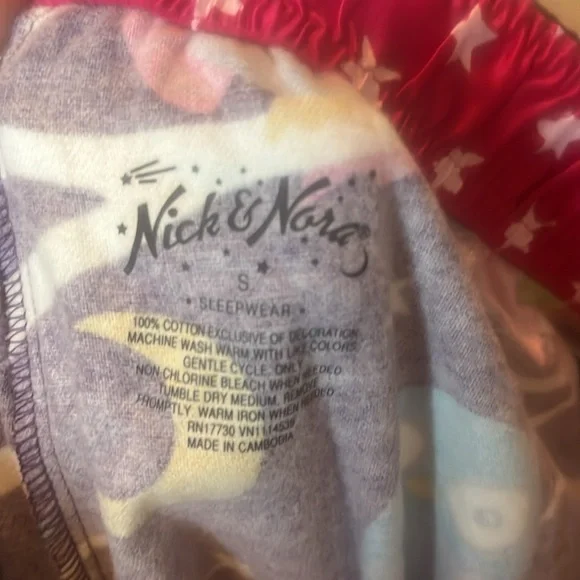 Nick & Nora
S
• SLEEPWEAR •
100% COTTON EXCLUSIVE OF DECORATION
MACHINE WASH WARM WITH LIKE COLORS
GENTLE CYCLE. ONLY
NON-CHLORINE BLEACH WHEN NEEDED
TUMBLE DRY MEDIUM. REMOVE
PROMPTLY. WARM IRON WHEN NEEDED
RN17730
MADE IN CAMBODIA